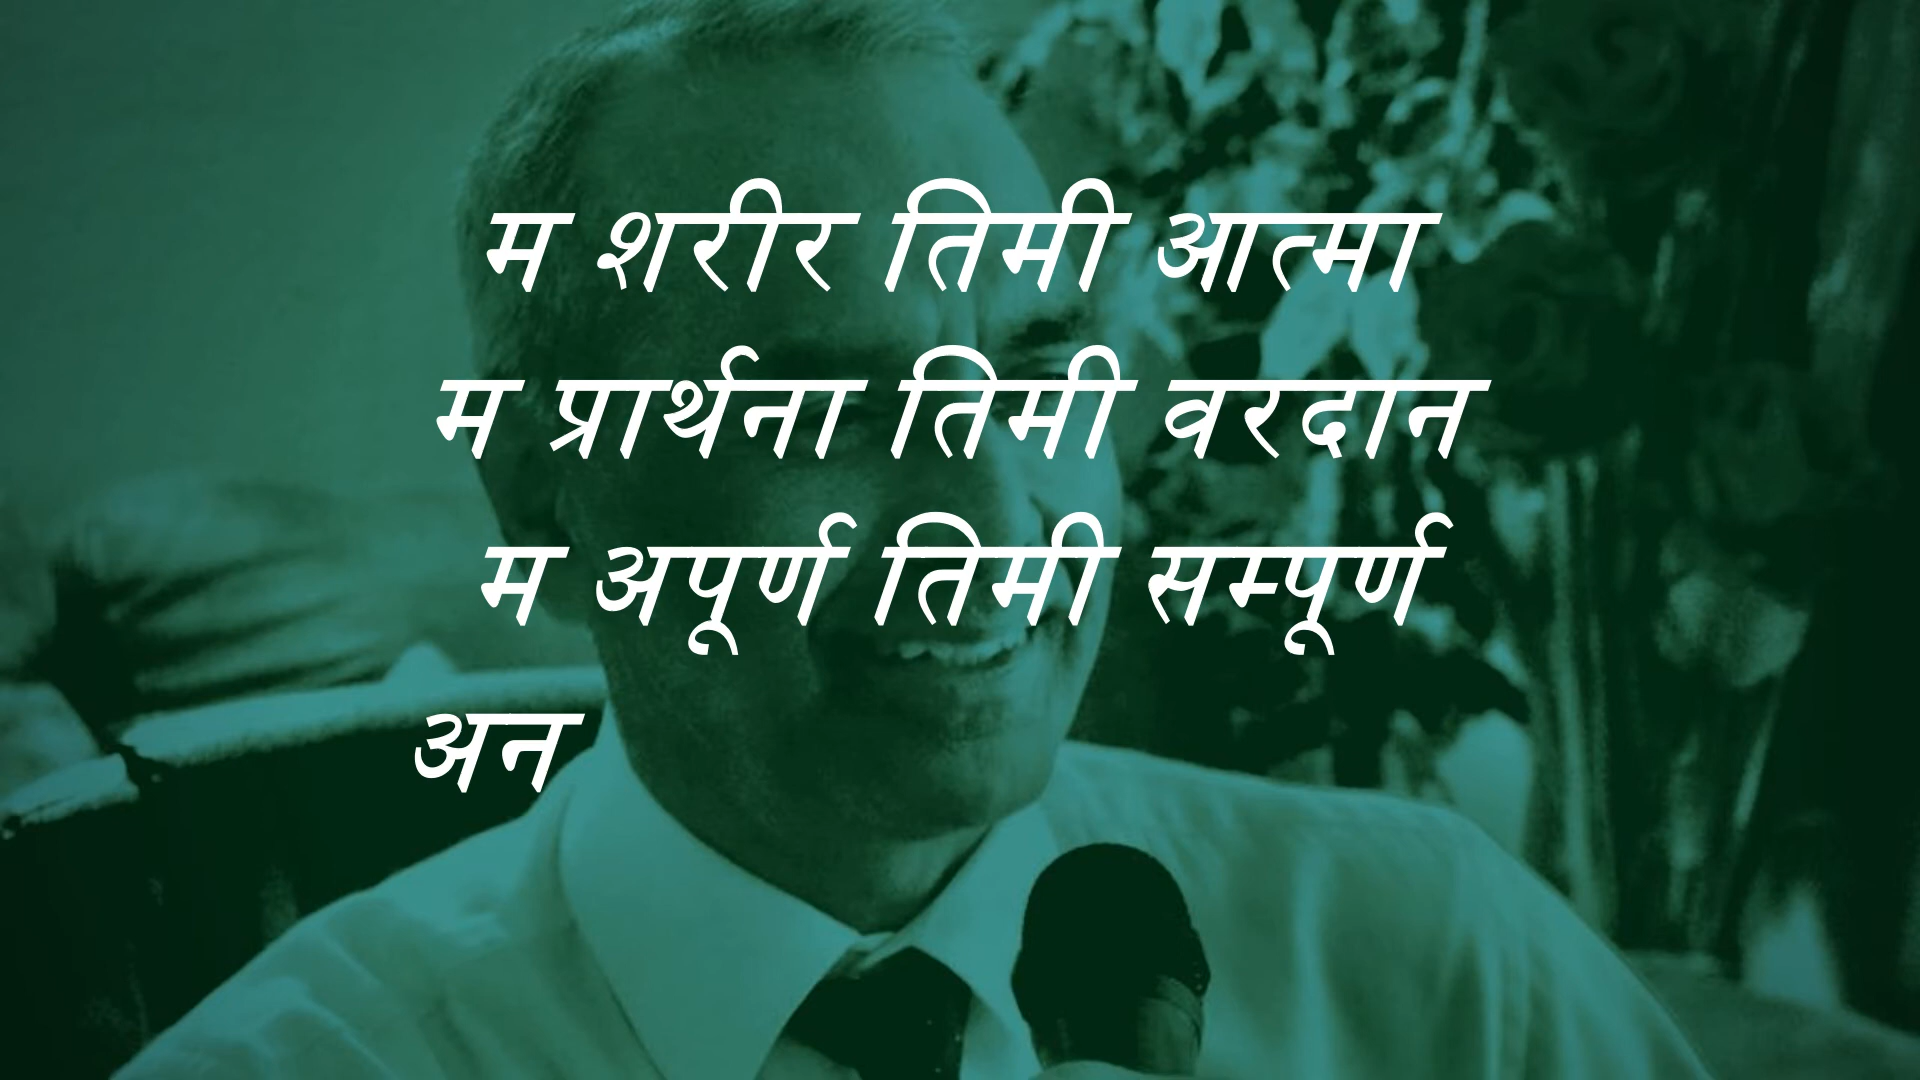 म शरीर तिमी आत्मा
म प्रार्थना तिमी वरदान
म अपूर्ण तिमी सम्पूर्ण
अन